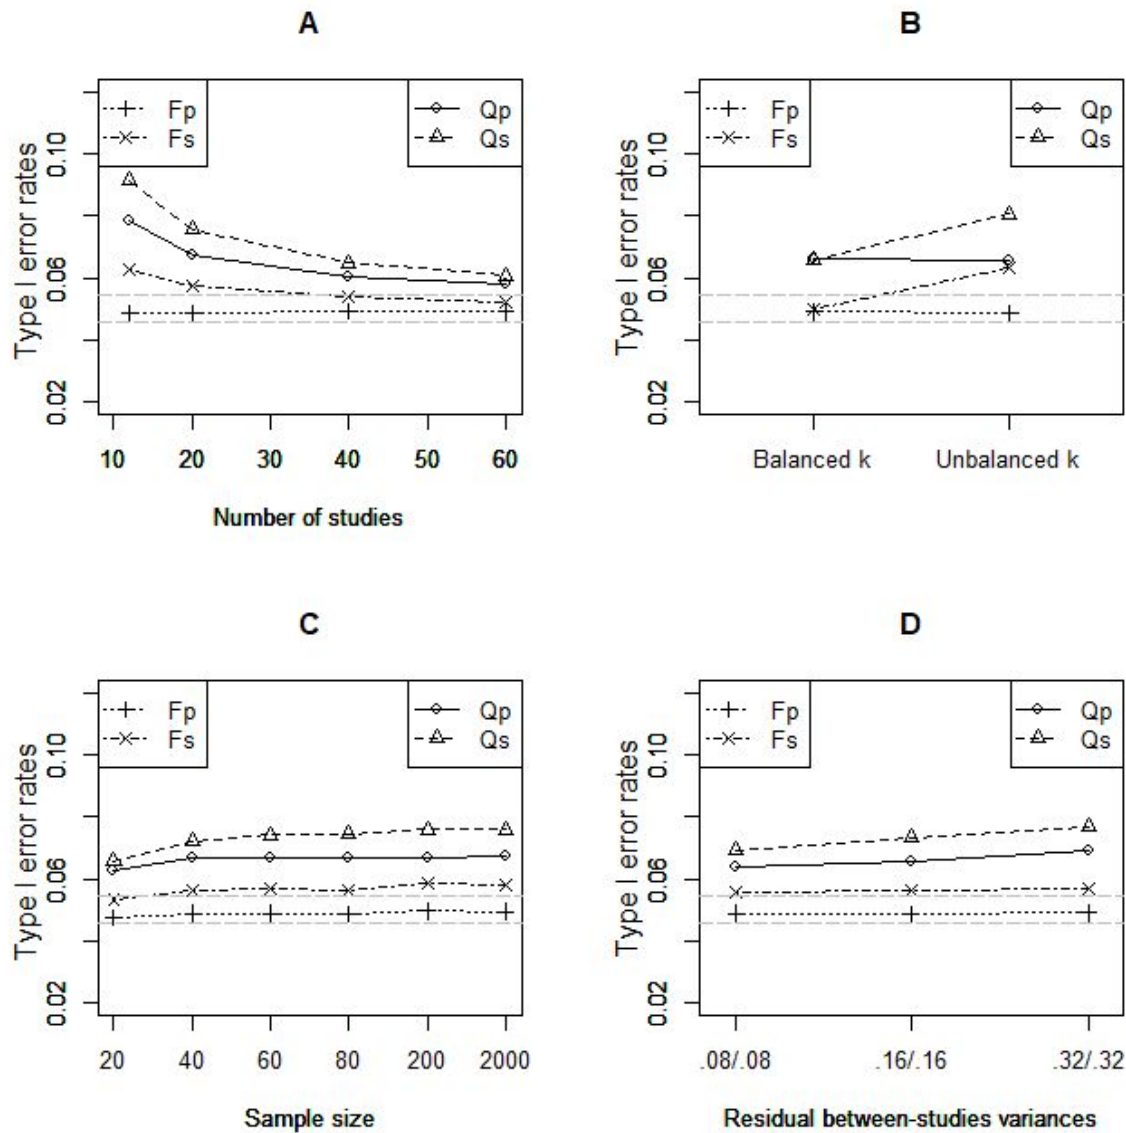 A
Fp
Fs
Qp
Qs
Type I error rates
0.02 0.06 0.10
10 20 30 40 50 60
Number of studies
B
Fp
Fs
Qp
Qs
Type I error rates
0.02 0.06 0.10
Balanced k Unbalanced k
C
Fp
Fs
Qp
Qs
Type I error rates
0.02 0.06 0.10
20 40 60 80 200 2000
Sample size
D
Fp
Fs
Qp
Qs
Type I error rates
0.02 0.06 0.10
.08/.08 .16/.16 .32/.32
Residual between-studies variances